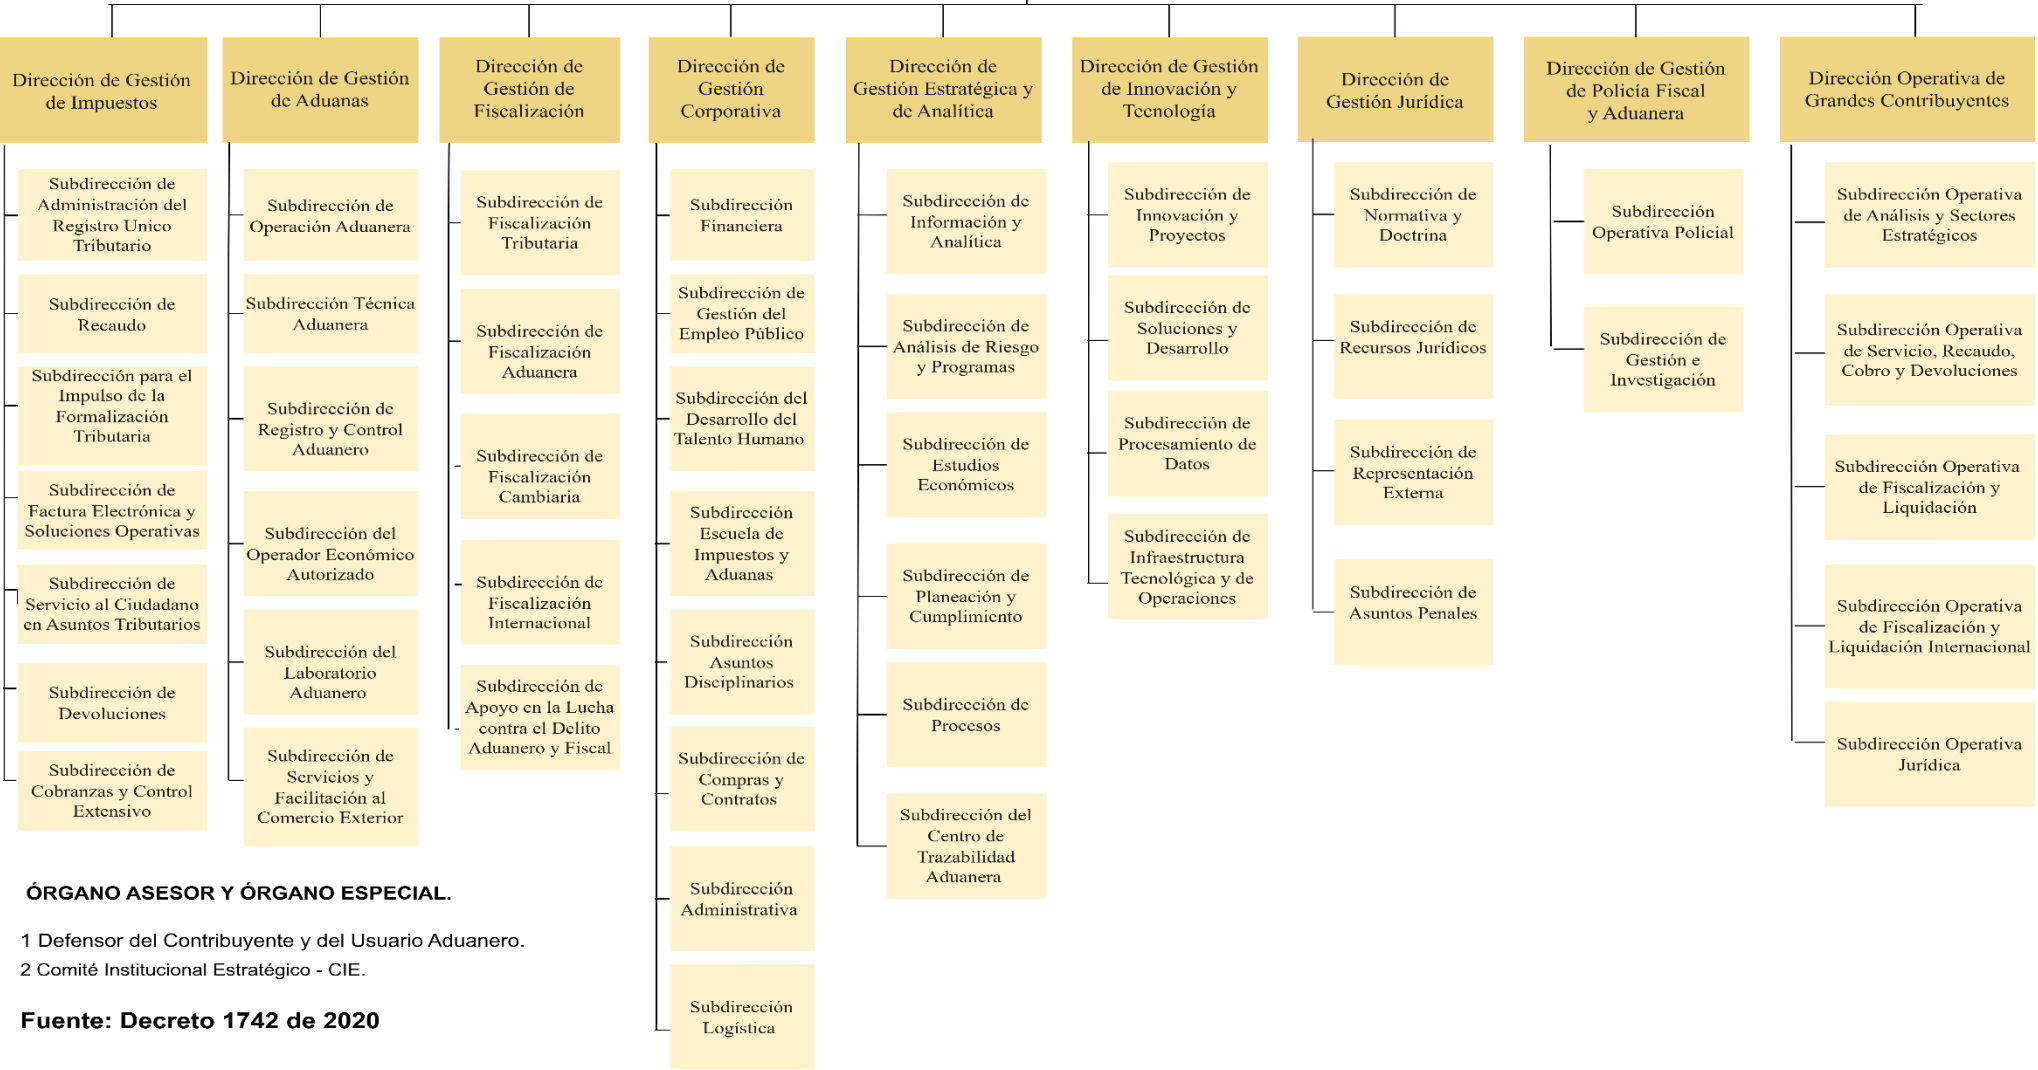 Dirección de Gestión
de Impuestos
Subdirección de
Administración del
Registro Unico
Tributario
Subdirección de
Recaudo
Subdirección para el
Impulso de la
Formalización
Tributaria
Subdirección de
Factura Electrónica y
Soluciones Operativas
Subdirección de
Servicio al Ciudadano
en Asuntos Tributarios
Subdirección de
Devoluciones
Subdirección de
Cobranzas y Control
Extensivo
Dirección de Gestión
de Aduanas
Subdirección de
Operación Aduanera
Subdirección Técnica
Aduanera
Subdirección de
Registro y Control
Aduanero
Subdirección del
Operador Económico
Autorizado
Subdirección del
Laboratorio
Aduanero
Subdirección de
Servicios y
Facilitación al
Comercio Exterior
Dirección de
Gestión de
Fiscalización
Subdirección de
Fiscalización
Tributaria
Subdirección de
Fiscalización
Aduanera
Subdirección de
Fiscalización
Cambiaria
Subdirección de
Fiscalización
Internacional
Subdirección de
Apoyo en la Lucha
contra el Delito
Aduanero y Fiscal
Dirección de
Gestión
Corporativa
Subdirección
Financiera
Subdirección de
Gestión del
Empleo Público
Subdirección del
Desarrollo del
Talento Humano
Subdirección
Escuela de
Impuestos y
Aduanas
Subdirección
Asuntos
Disciplinarios
Subdirección de
Compras y
Contratos
Subdirección
Administrativa
Subdirección
Logística
Dirección de
Gestión Estratégica y
de Analítica
Subdirección de
Información y
Analítica
Subdirección de
Análisis de Riesgo
y Programas
Subdirección de
Estudios
Económicos
Subdirección de
Planeación y
Cumplimiento
Subdirección de
Procesos
Subdirección del
Centro de
Trazabilidad
Aduanera
Dirección de Gestión
de Innovación y
Tecnología
Subdirección de
Innovación y
Proyectos
Subdirección de
Soluciones y
Desarrollo
Subdirección de
Procesamiento de
Datos
Subdirección de
Infraestructura
Tecnológica y de
Operaciones
Dirección de
Gestión Jurídica
Subdirección de
Normativa y
Doctrina
Subdirección de
Recursos Jurídicos
Subdirección de
Representación
Externa
Subdirección de
Asuntos Penales
Dirección de Gestión
de Policía Fiscal
y Aduanera
Subdirección
Operativa Policial
Subdirección de
Gestión e
Investigación
Dirección Operativa de
Grandes Contribuyentes
Subdirección Operativa
de Análisis y Sectores
Estratégicos
Subdirección Operativa
de Servicio, Recaudo,
Cobro y Devoluciones
Subdirección Operativa
de Fiscalización y
Liquidación
Subdirección Operativa
de Fiscalización y
Liquidación Internacional
Subdirección Operativa
Jurídica
ÓRGANO ASESOR Y ÓRGANO ESPECIAL.
1 Defensor del Contribuyente y del Usuario Aduanero.
2 Comité Institucional Estratégico - CIE.
Fuente: Decreto 1742 de 2020